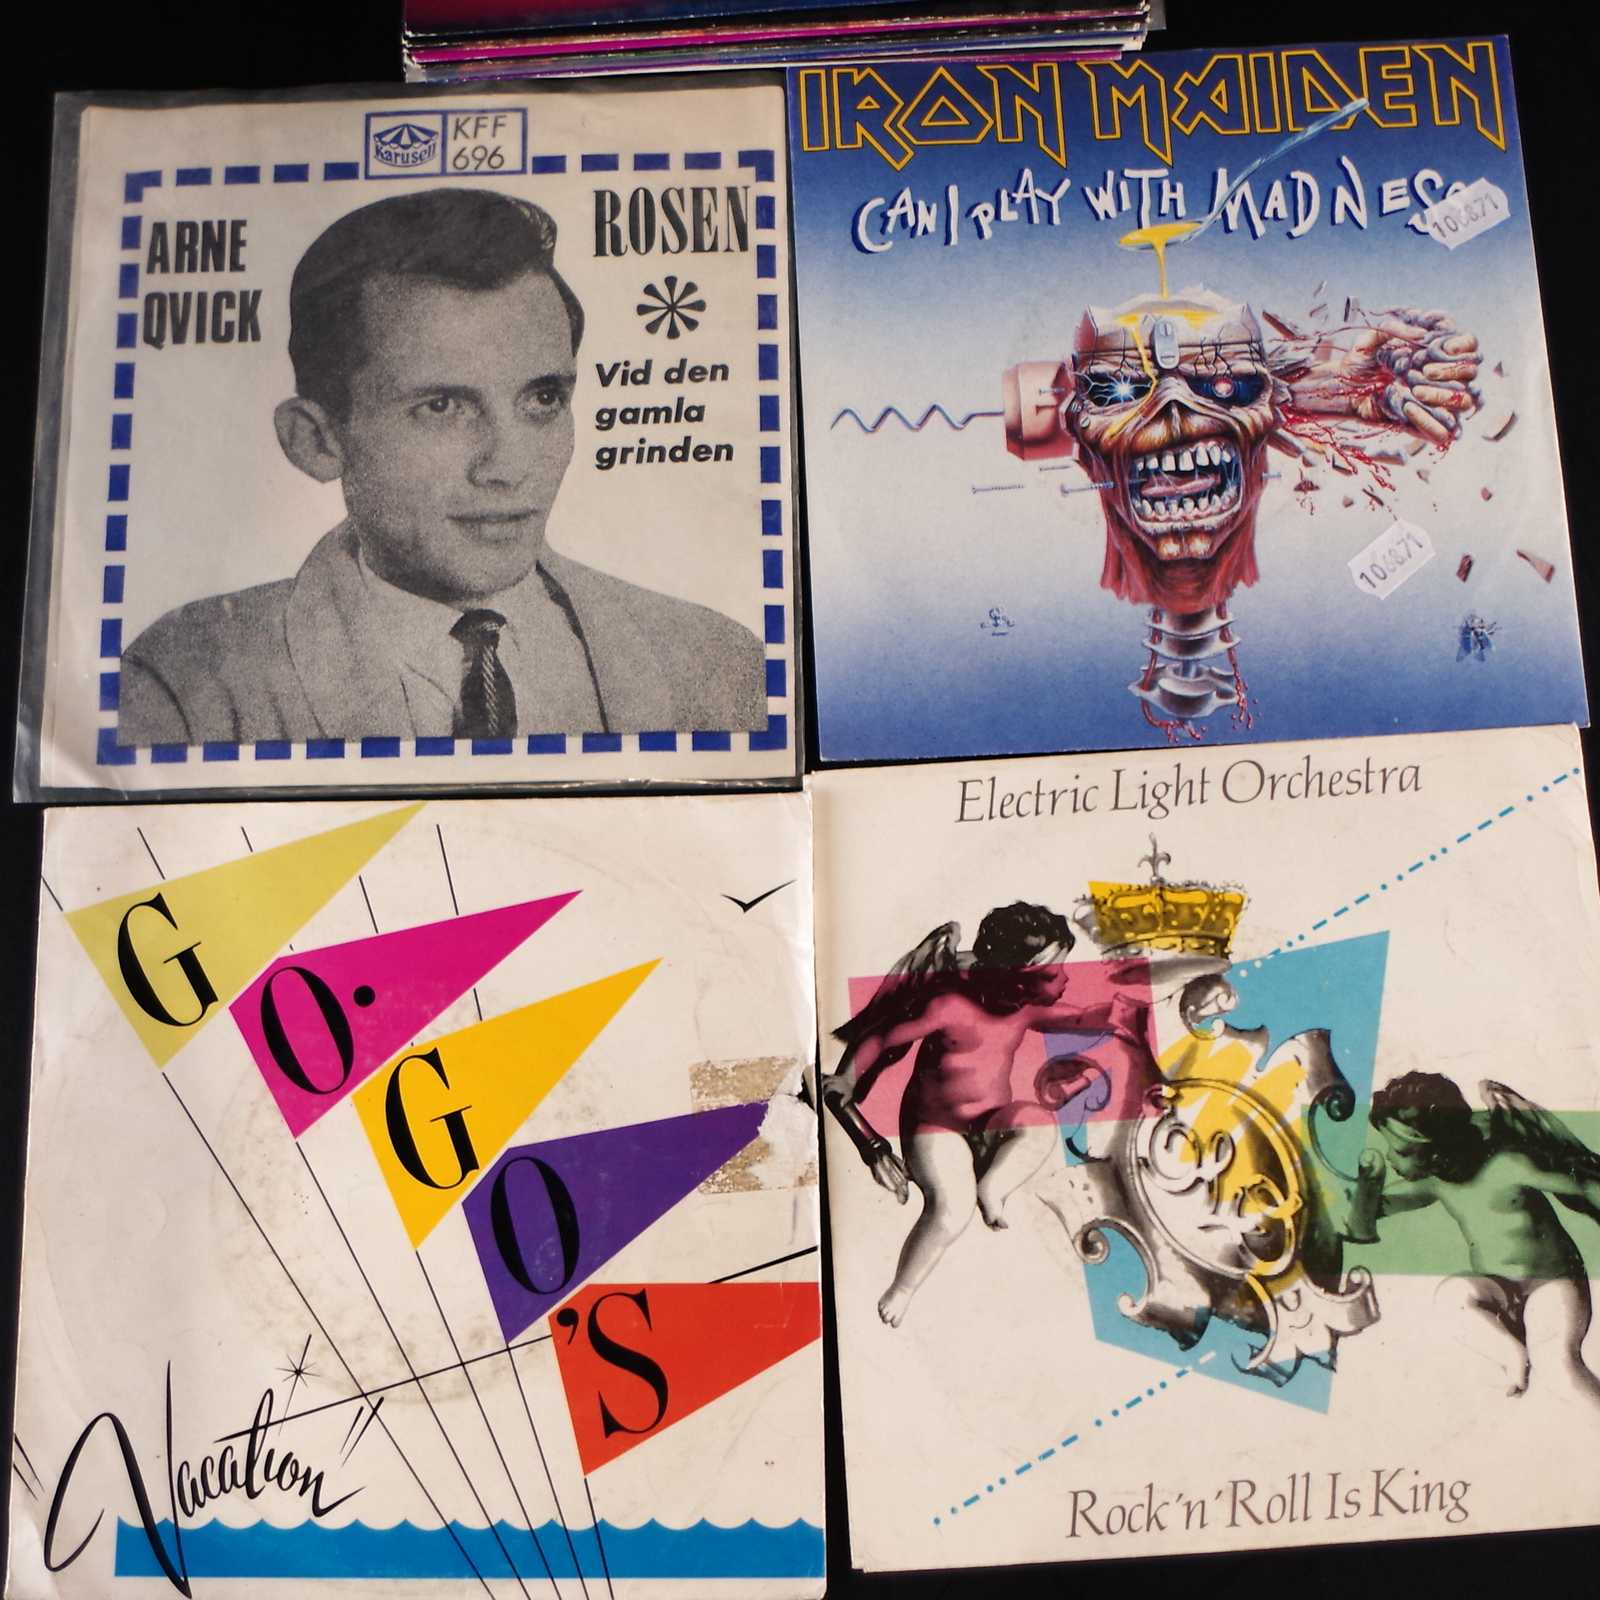 Karusell
KFF
696
ARNE
QVICK
ROSEN
Vid den
gamla
grinden
IRON MAIDEN
CAN I PLAY WITH MADNESS
106871
106871
GO·GO'S
Vacation
Electric Light Orchestra
ELO
Rock 'n' Roll Is King